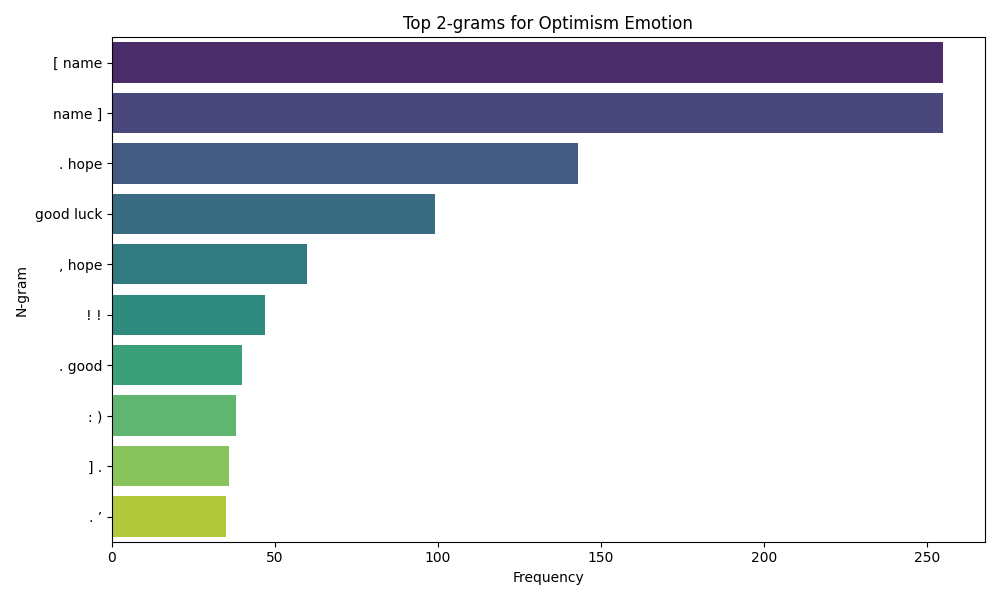 Top 2-grams for Optimism Emotion
[ name
name ]
. hope
good luck
, hope
! !
. good
: )
] .
. ’
N-gram
0 50 100 150 200 250
Frequency